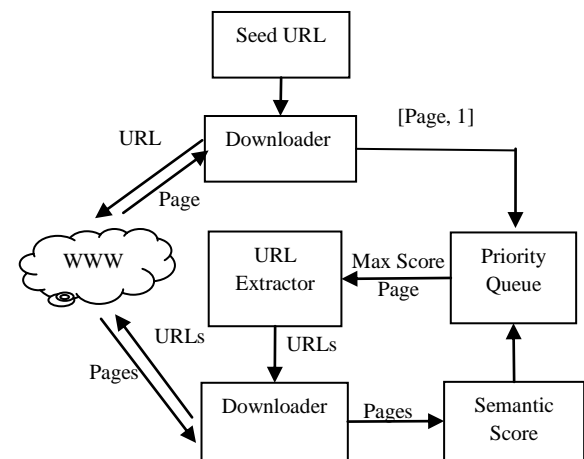 Seed URL
Downloader
[Page, 1]
URL
Page
WWW
URL
Extractor
Max Score
Page
Priority
Queue
URLs
URLs
Pages
Downloader
Pages
Semantic
Score